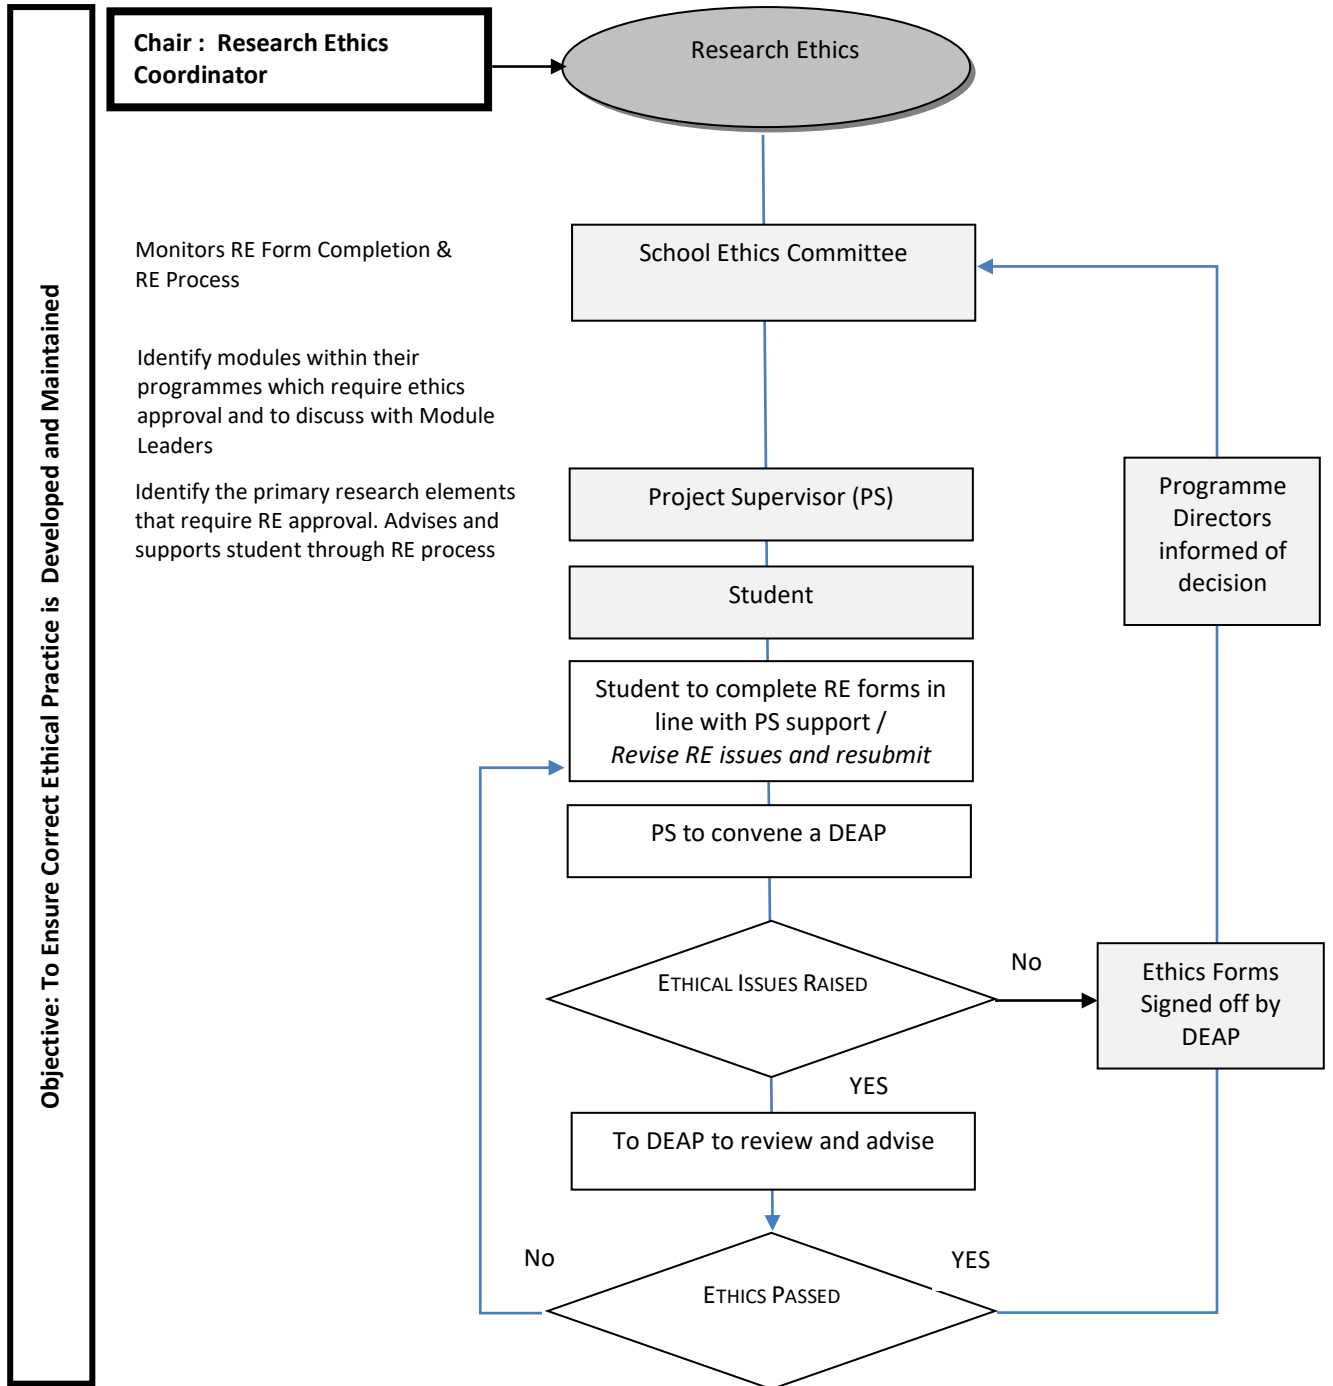 Objective: To Ensure Correct Ethical Practice is Developed and Maintained
Chair : Research Ethics
Coordinator
Research Ethics
Monitors RE Form Completion &
RE Process
School Ethics Committee
Identify modules within their
programmes which require ethics
approval and to discuss with Module
Leaders
Identify the primary research elements
that require RE approval. Advises and
supports student through RE process
Project Supervisor (PS)
Programme
Directors
informed of
decision
Student
Student to complete RE forms in
line with PS support /
Revise RE issues and resubmit
PS to convene a DEAP
ETHICAL ISSUES RAISED
No
Ethics Forms
Signed off by
DEAP
YES
To DEAP to review and advise
No
YES
ETHICS PASSED